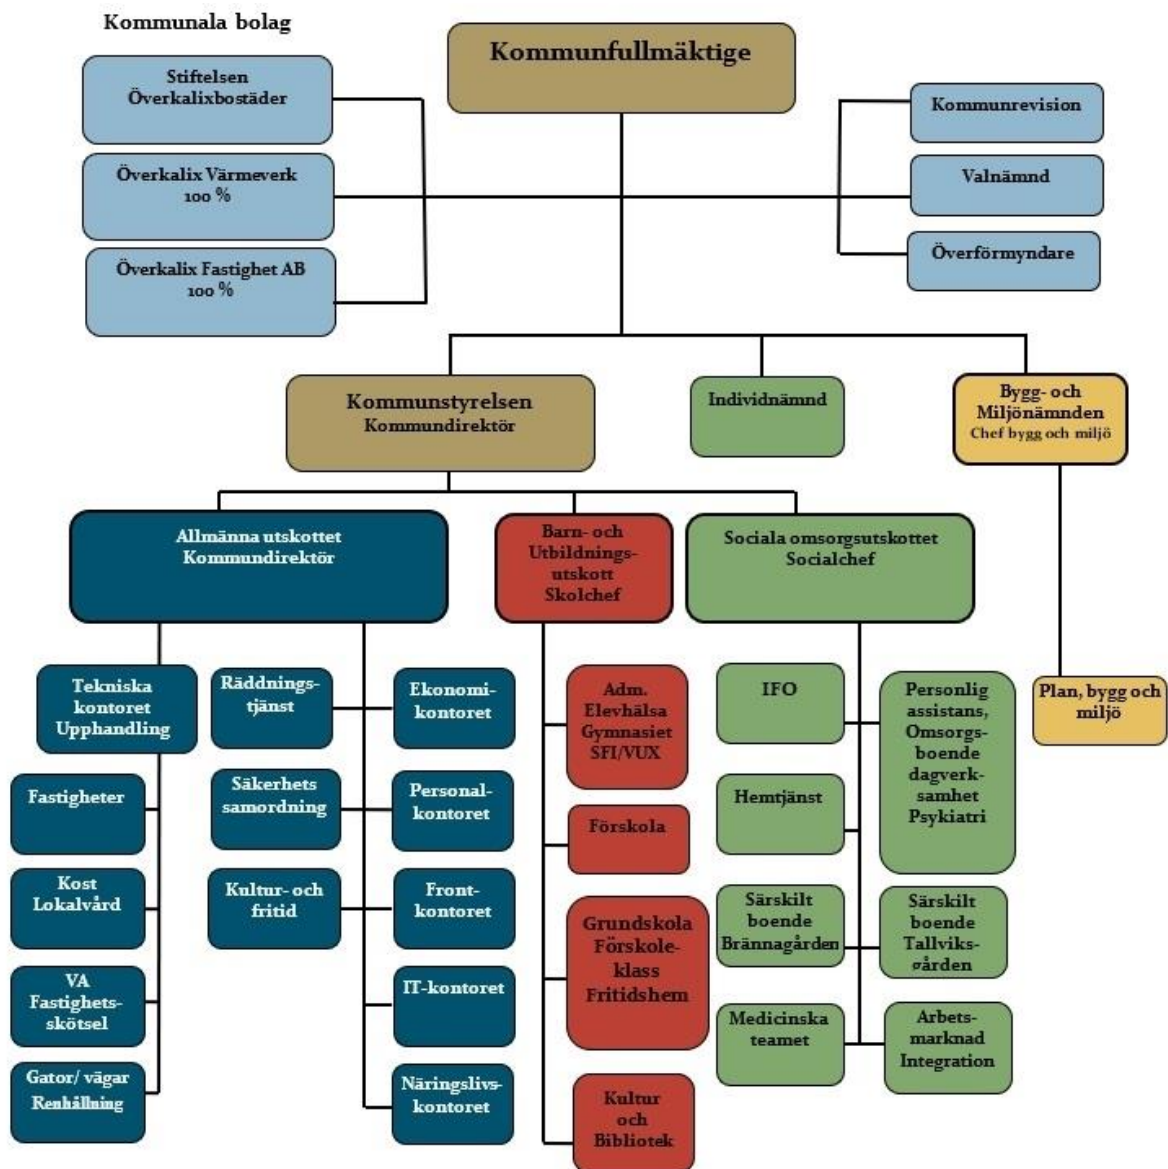 Kommunala bolag
Kommunfullmäktige
Stiftelsen
Överkalixbostäder
Överkalix Värmeverk
100 %
Överkalix Fastighet AB
100 %
Kommunrevision
Valnämnd
Överförmyndare
Kommunstyrelsen
Kommundirektör
Individnämnd
Bygg- och
Miljönämnden
Chef bygg och miljö
Allmänna utskottet
Kommundirektör
Barn- och
Utbildnings-
utskott
Skolchef
Sociala omsorgsutskottet
Socialchef
Tekniska
kontoret
Upphandling
Fastigheter
Kost
Lokalvård
VA
Fastighets-
skötsel
Gator/ vägar
Renhållning
Räddnings-
tjänst
Säkerhets
samordning
Kultur- och
fritid
Ekonomi-
kontoret
Personal-
kontoret
Front-
kontoret
IT-kontoret
Näringslivs-
kontoret
Adm.
Elevhälsa
Gymnasiet
SFI/VUX
Förskola
Grundskola
Förskole-
klass
Fritidshem
Kultur
och
Bibliotek
IFO
Hemtjänst
Särskilt
boende
Brännagården
Medicinska
teamet
Personlig
assistans,
Omsorgs-
boende
dagverk-
samhet
Psykiatri
Särskilt
boende
Tallviks-
gården
Arbets-
marknad
Integration
Plan, bygg och
miljö